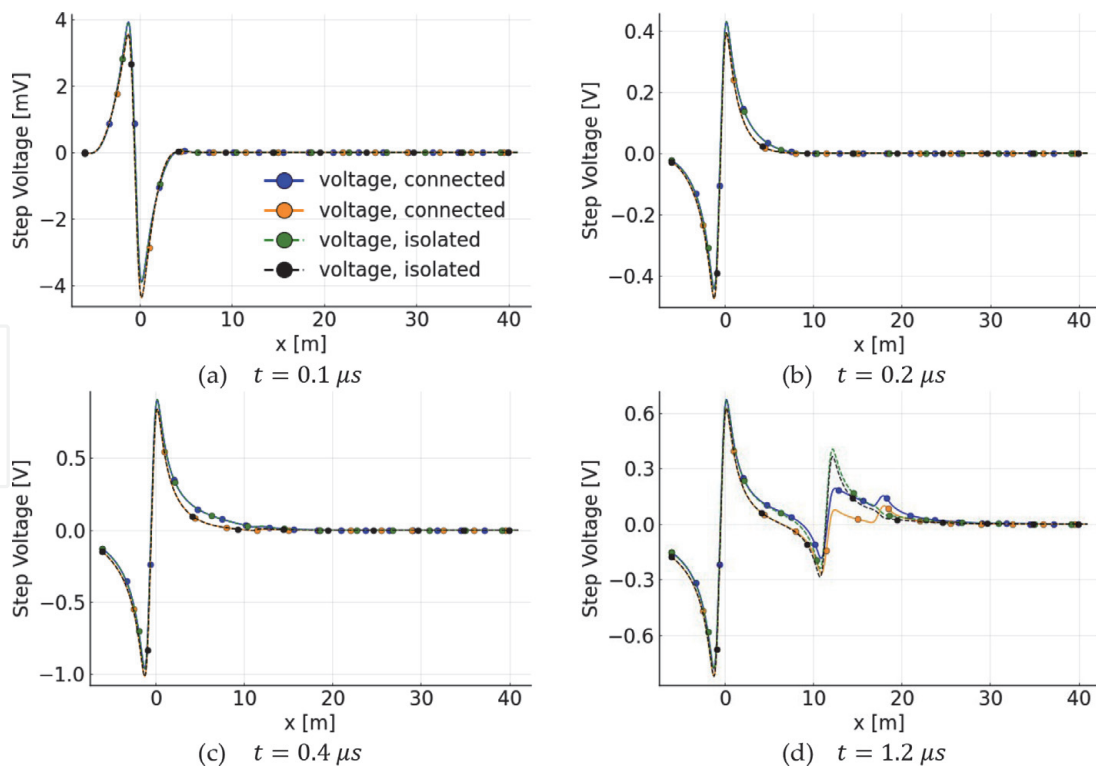 4
2
0
−2
−4
Step Voltage [mV]
0
10
20
30
40
x [m]
voltage, connected
voltage, connected
voltage, isolated
voltage, isolated
(a) t = 0.1 μs
0.4
0.2
0.0
−0.2
−0.4
Step Voltage [V]
0
10
20
30
40
x [m]
(b) t = 0.2 μs
0.5
0.0
−0.5
−1.0
Step Voltage [V]
0
10
20
30
40
x [m]
(c) t = 0.4 μs
0.6
0.3
0.0
−0.3
−0.6
Step Voltage [V]
0
10
20
30
40
x [m]
(d) t = 1.2 μs